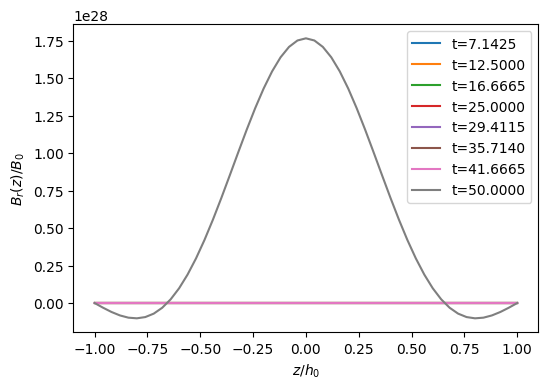 1e28
t=7.1425
t=12.5000
t=16.6665
t=25.0000
t=29.4115
t=35.7140
t=41.6665
t=50.0000
1.75
1.50
1.25
1.00
0.75
0.50
0.25
0.00
B_r(z)/B_0
−1.00 −0.75 −0.50 −0.25 0.00 0.25 0.50 0.75 1.00
z/h_0